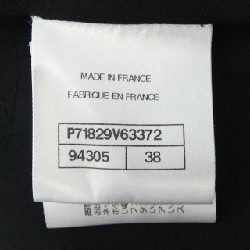 MADE IN FRANCE
FABRIQUE EN FRANCE
P71829V63372
94305 38